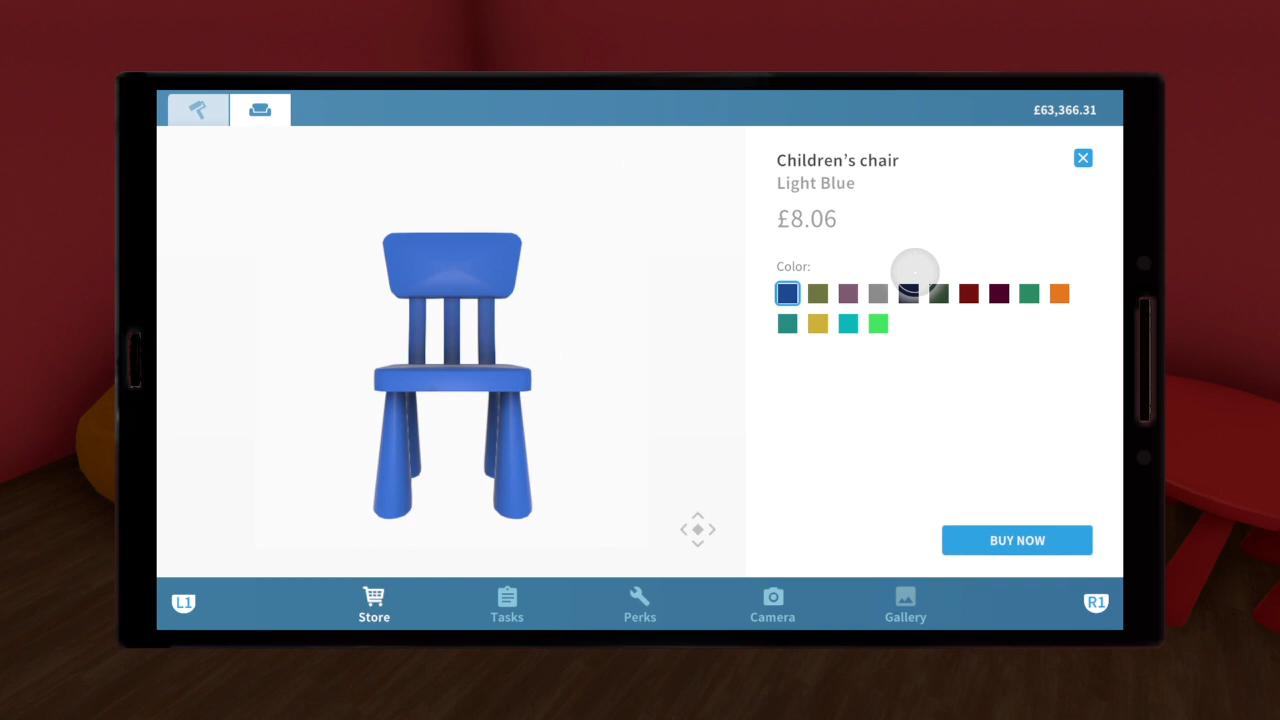 £63,366.31
Children's chair
Light Blue
£8.06
Color:
BUY NOW
L1
Store
Tasks
Perks
Camera
Gallery
R1